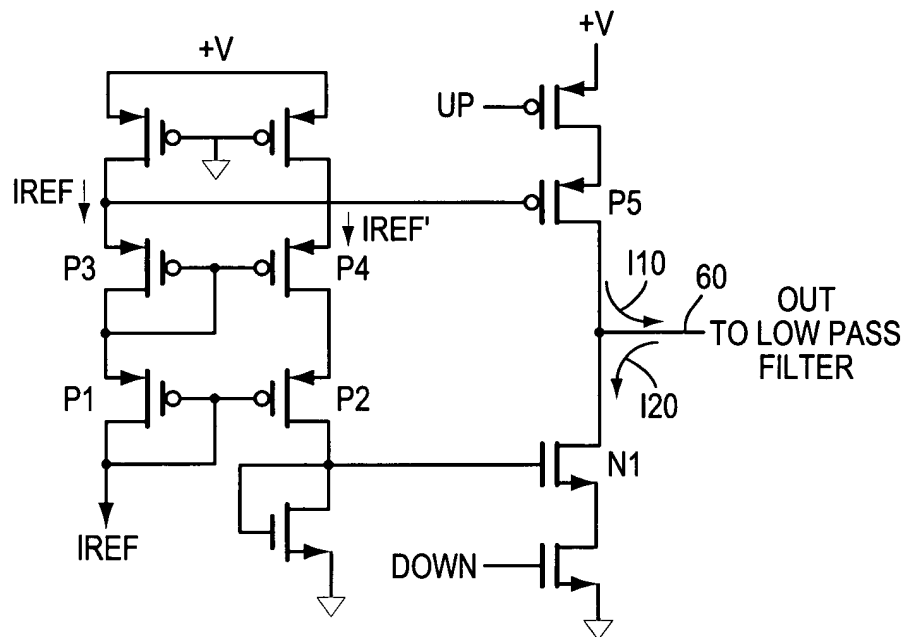 +V
+V
UP
IREF
P5
IREF'
P3
P4
I10
60
OUT
TO LOW PASS
FILTER
P1
P2
I20
N1
IREF
DOWN